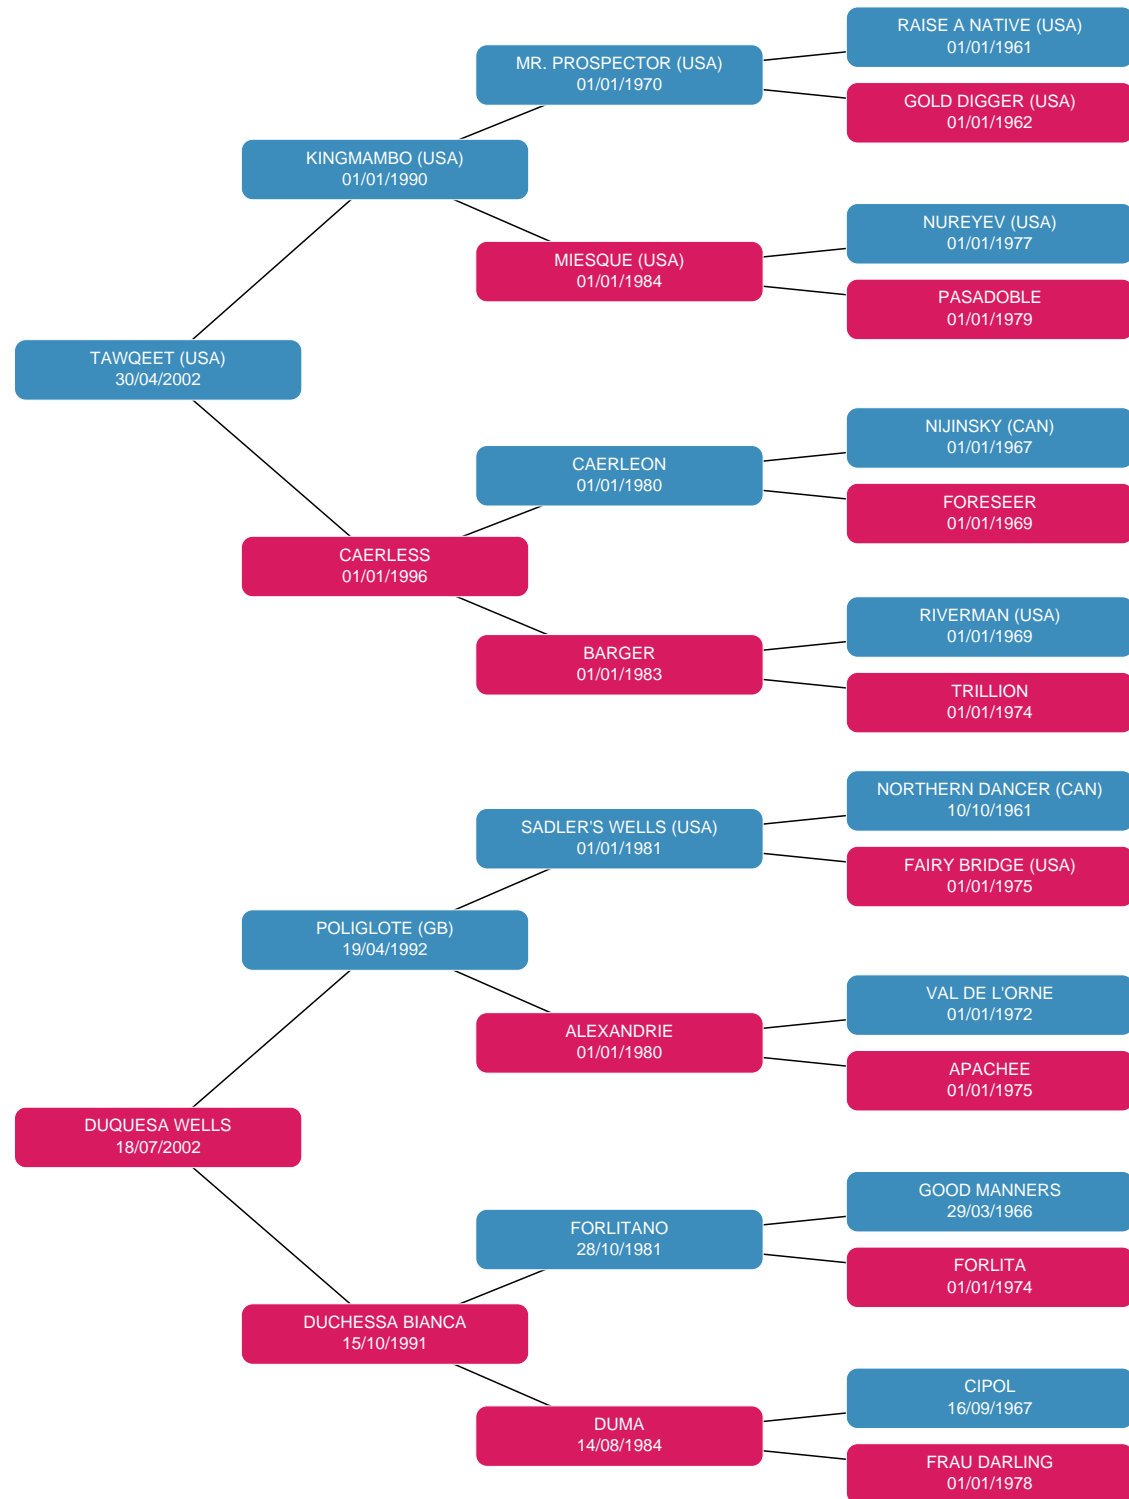 RAISE A NATIVE (USA)
01/01/1961
MR. PROSPECTOR (USA)
01/01/1970
GOLD DIGGER (USA)
01/01/1962
KINGMAMBO (USA)
01/01/1990
NUREYEV (USA)
01/01/1977
MIESQUE (USA)
01/01/1984
PASADOBLE
01/01/1979
TAWQEET (USA)
30/04/2002
NIJINSKY (CAN)
01/01/1967
CAERLEON
01/01/1980
FORESEER
01/01/1969
CAERLESS
01/01/1996
RIVERMAN (USA)
01/01/1969
BARGER
01/01/1983
TRILLION
01/01/1974
NORTHERN DANCER (CAN)
10/10/1961
SADLER'S WELLS (USA)
01/01/1981
FAIRY BRIDGE (USA)
01/01/1975
POLIGLOTE (GB)
19/04/1992
VAL DE L'ORNE
01/01/1972
ALEXANDRIE
01/01/1980
APACHEE
01/01/1975
DUQUESA WELLS
18/07/2002
GOOD MANNERS
29/03/1966
FORLITANO
28/10/1981
FORLITA
01/01/1974
DUCHESSA BIANCA
15/10/1991
CIPOL
16/09/1967
DUMA
14/08/1984
FRAU DARLING
01/01/1978